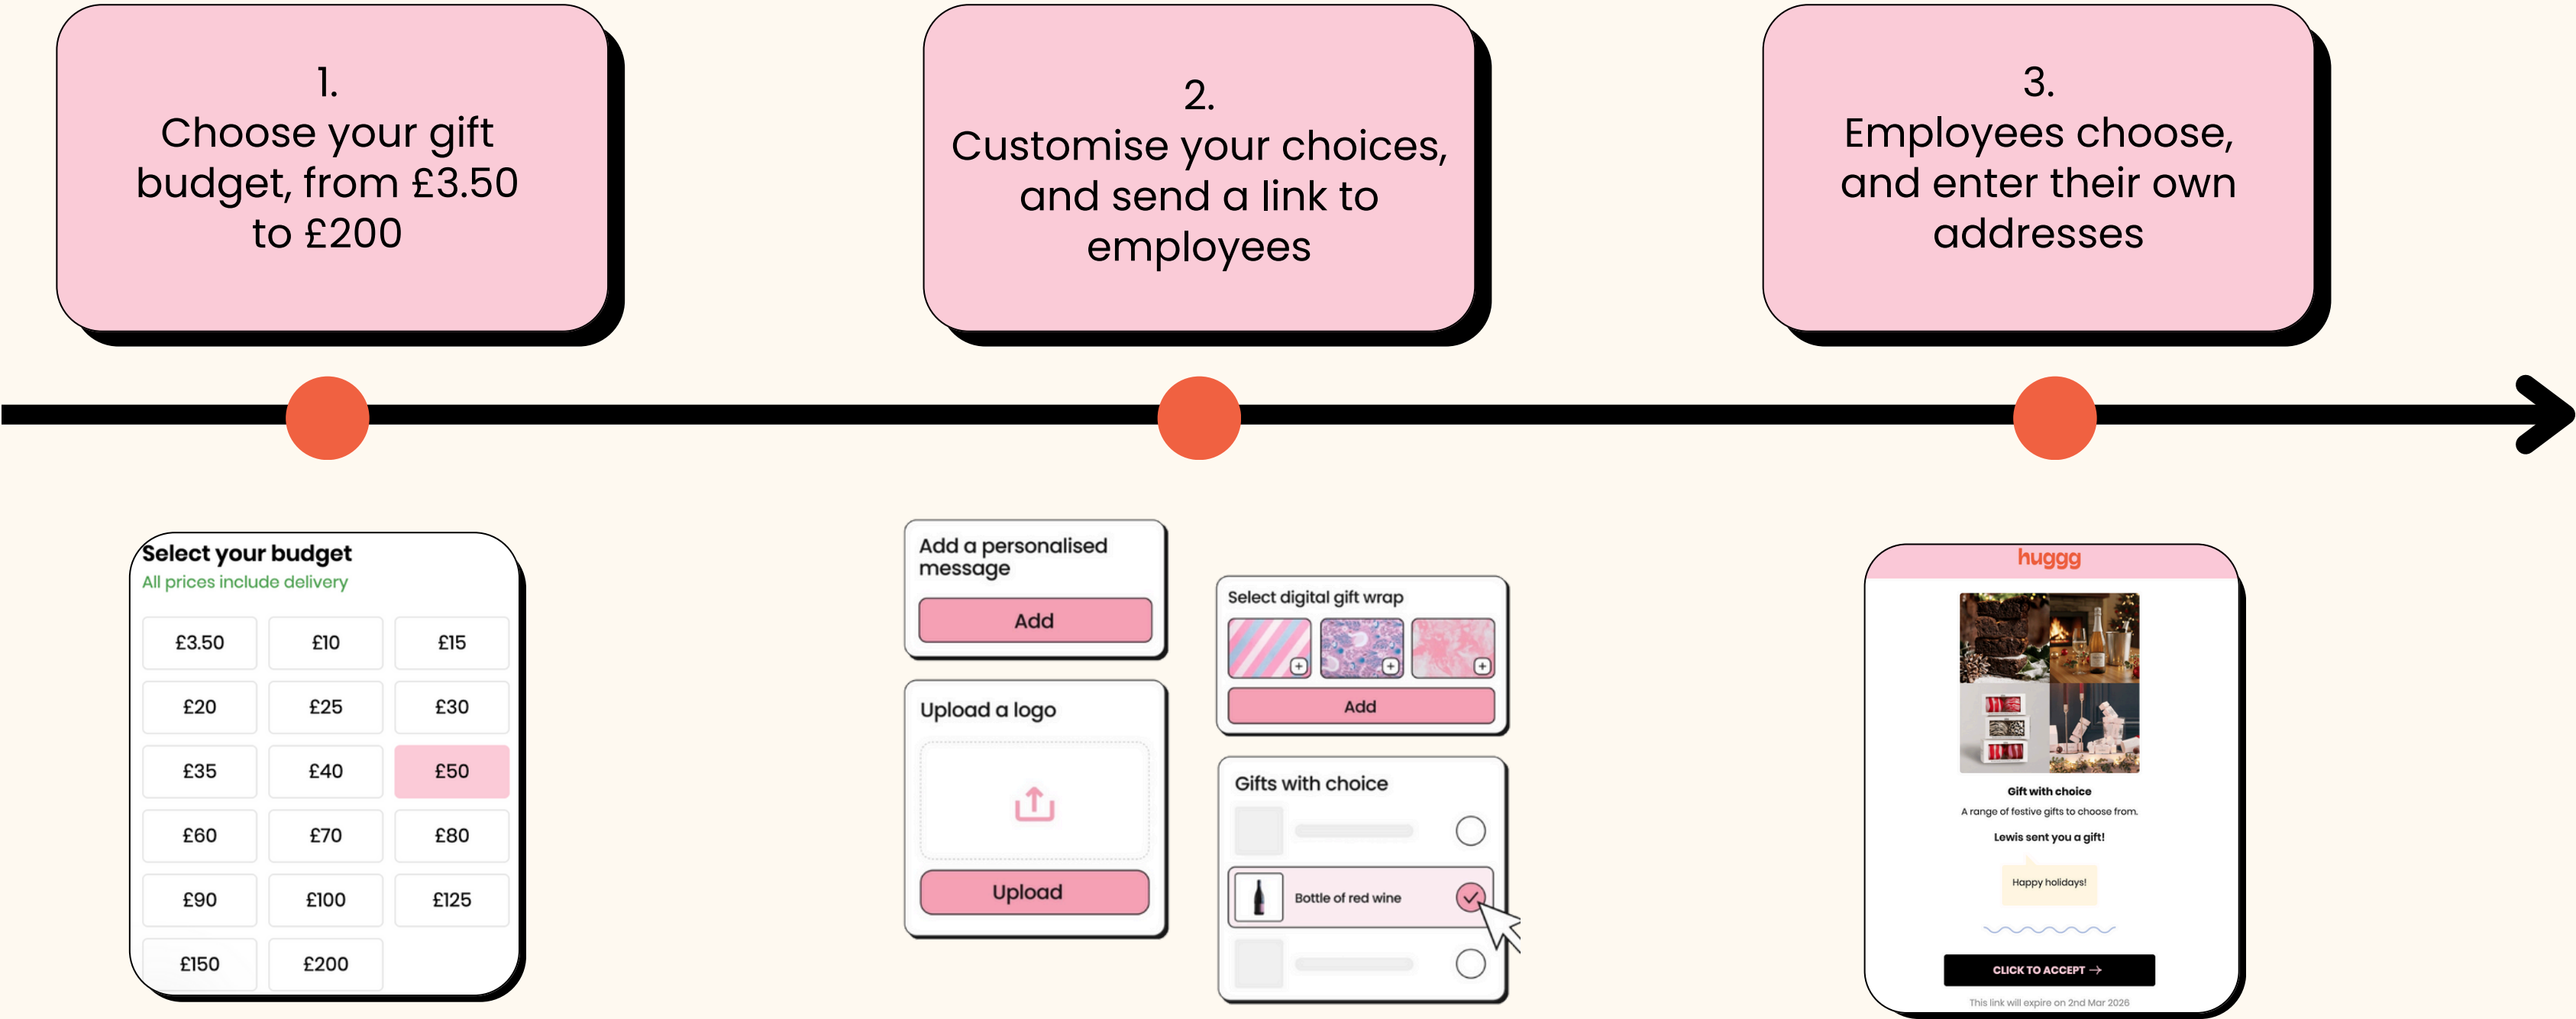 1.
Choose your gift
budget, from £3.50
to £200
2.
Customise your choices,
and send a link to
employees
3.
Employees choose,
and enter their own
addresses
Select your budget
All prices include delivery
£3.50 £10 £15
£20 £25 £30
£35 £40 £50
£60 £70 £80
£90 £100 £125
£150 £200
Add a personalised
message
Add
Upload a logo
Upload
Select digital gift wrap
Add
Gifts with choice
Bottle of red wine
huggg
Gift with choice
A range of festive gifts to choose from.
Lewis sent you a gift!
Happy holidays!
CLICK TO ACCEPT →
This link will expire on 2nd Mar 2026